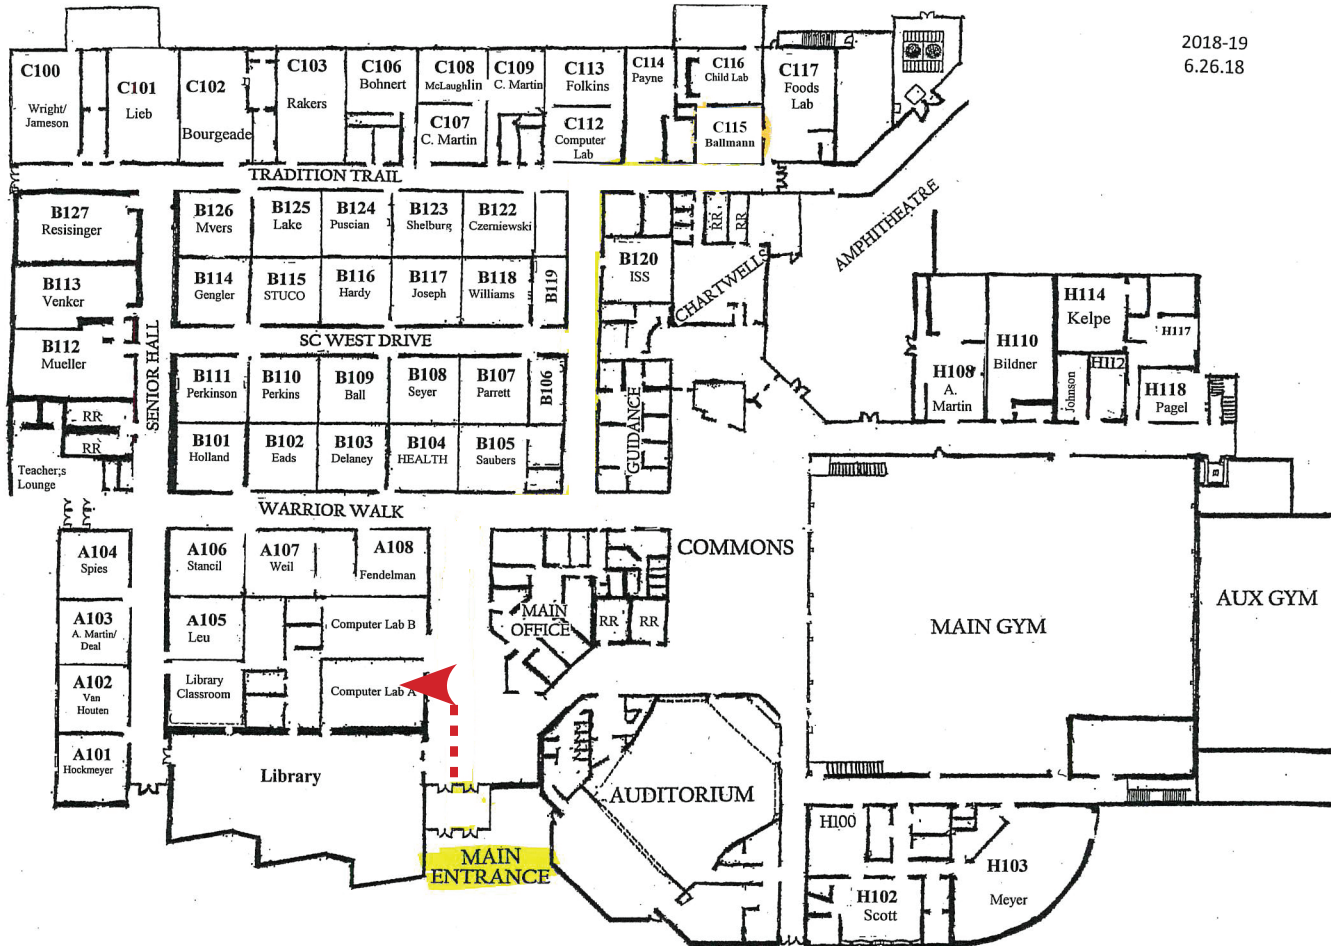 2018-19
6.26.18
C100
Wright/
Jameson
C101
Lieb
C102
Bourgeade
C103
Rakers
C106
Bohnert
C108
McLaughlin
C107
C. Martin
C109
C. Martin
C113
Folkins
C112
Computer
Lab
C114
Payne
C116
Child Lab
C115
Ballmann
C117
Foods
Lab
TRADITION TRAIL
B127
Resisinger
B126
Mvers
B125
Lake
B124
Puscian
B123
Shelburg
B122
Czerniewski
B120
ISS
RR
RR
CHARTWELLS
AMPHITHEATRE
B113
Venker
B114
Gengler
B115
STUCO
B116
Hardy
B117
Joseph
B118
Williams
B119
B112
Mueller
SENIOR HALL
SC WEST DRIVE
B111
Perkinson
B110
Perkins
B109
Ball
B108
Seyer
B107
Parrett
B106
RR
RR
Teacher;s
Lounge
B101
Holland
B102
Eads
B103
Delaney
B104
HEALTH
B105
Saubers
GUIDANCE
H108
A.
Martin
H110
Bildner
H114
Kelpe
Johnson
H112
H117
H118
Pagel
WARRIOR WALK
A104
Spies
A106
Stancil
A107
Weil
A108
Fendelman
COMMONS
A103
A. Martin/
Deal
A105
Leu
Computer Lab B
MAIN
OFFICE
RR
RR
MAIN GYM
AUX GYM
A102
Van
Houten
Library
Classroom
Computer Lab A
A101
Hockmeyer
Library
AUDITORIUM
MAIN
ENTRANCE
H100
H102
Scott
H103
Meyer